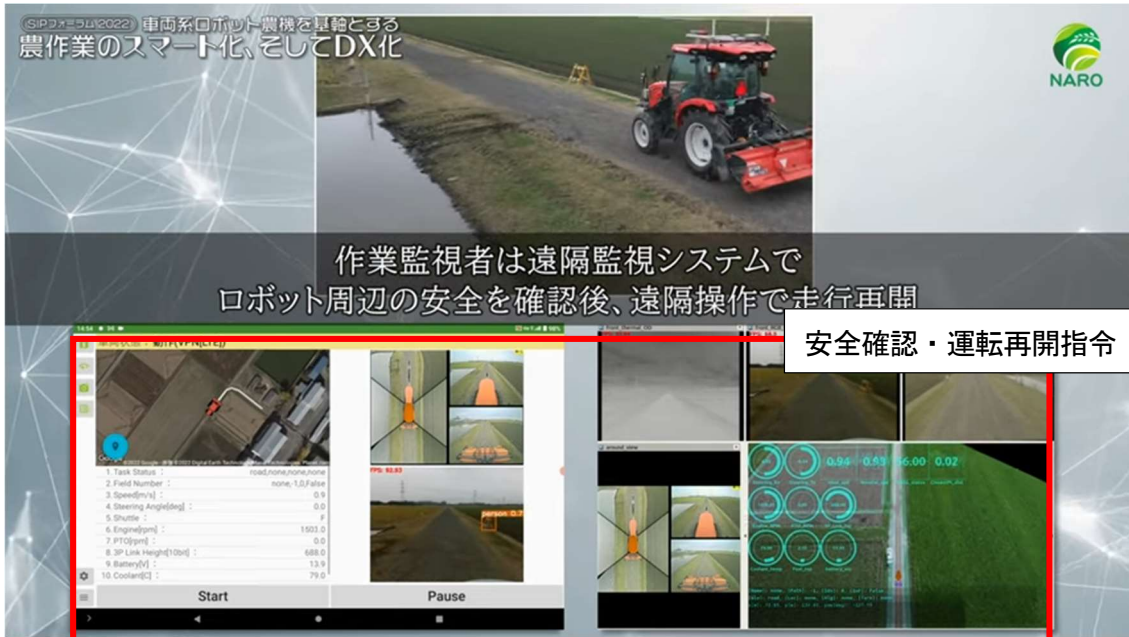 SIPフォーラム2022 車両系ロボット農機を基軸とする
農作業のスマート化、そしてDX化
NARO
作業監視者は遠隔監視システムで
ロボット周辺の安全を確認後、遠隔操作で走行再開
安全確認・運転再開指令
14:54
98%
1. Task Status : road,none,none,none
2. Field Number : none,-1,0,False
3. Speed[m/s] : 0.9
4. Steering Angle[deg] : 0.0
5. Shuttle : F
6. Engine[rpm] : 1503.0
7. PTO[rpm] : 0.0
8. 3P Link Height[10bit] : 688.0
9. Battery[V] : 13.9
10. Coolant[C] : 79.0
person 0.7
Start
Pause
around_view
0.94
56.00 0.02